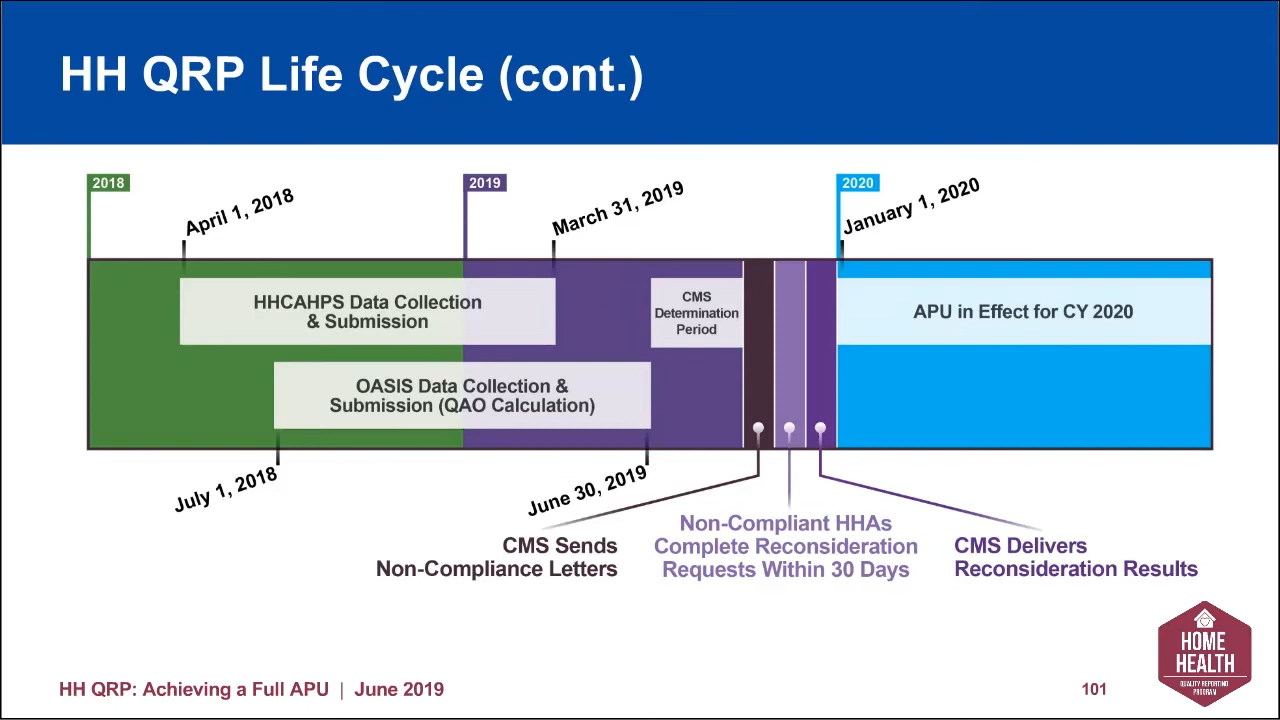 HH QRP Life Cycle (cont.)
2018
2019
2020
April 1, 2018
March 31, 2019
January 1, 2020
HHCAHPS Data Collection
& Submission
CMS
Determination
Period
APU in Effect for CY 2020
OASIS Data Collection &
Submission (QAO Calculation)
July 1, 2018
June 30, 2019
CMS Sends
Non-Compliance Letters
Non-Compliant HHAs
Complete Reconsideration
Requests Within 30 Days
CMS Delivers
Reconsideration Results
HH QRP: Achieving a Full APU | June 2019
101
HOME
HEALTH
QUALITY REPORTING
PROGRAM